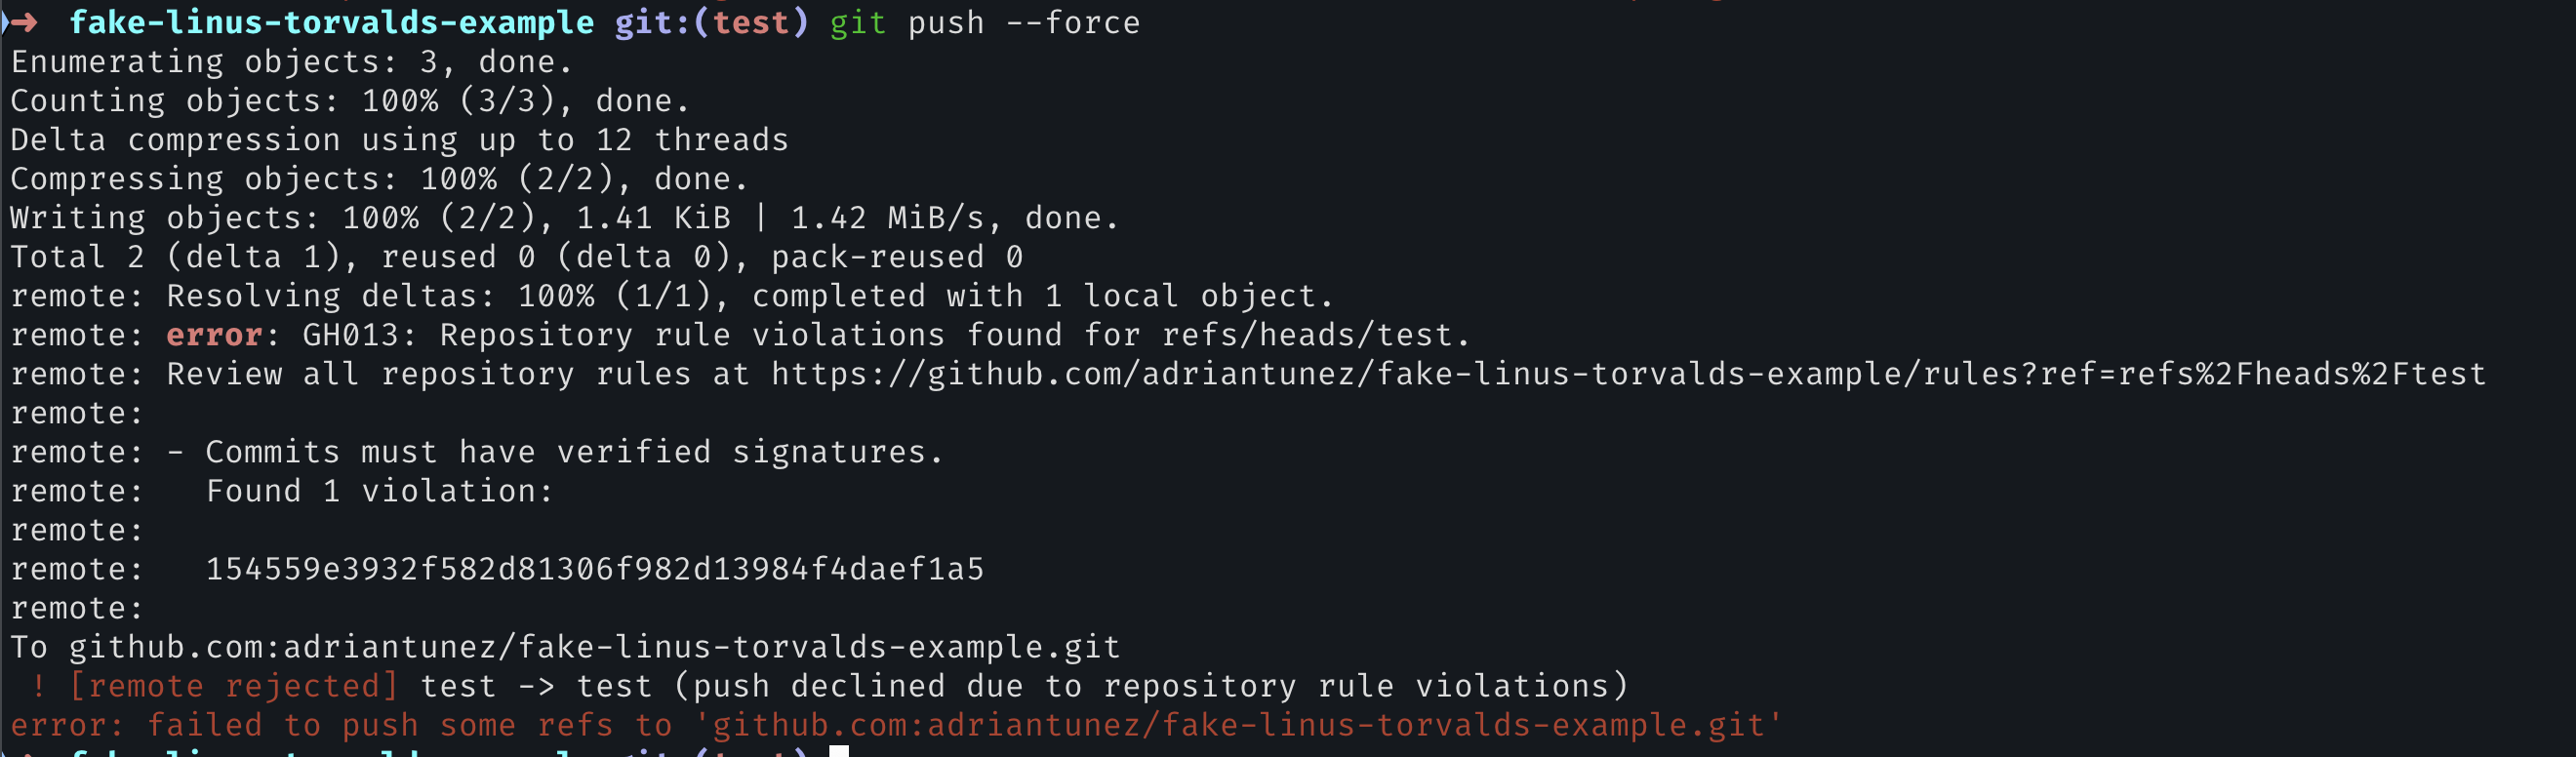 ➜  fake-linus-torvalds-example git:(test) git push --force
Enumerating objects: 3, done.
Counting objects: 100% (3/3), done.
Delta compression using up to 12 threads
Compressing objects: 100% (2/2), done.
Writing objects: 100% (2/2), 1.41 KiB | 1.42 MiB/s, done.
Total 2 (delta 1), reused 0 (delta 0), pack-reused 0
remote: Resolving deltas: 100% (1/1), completed with 1 local object.
remote: error: GH013: Repository rule violations found for refs/heads/test.
remote: Review all repository rules at https://github.com/adriantunez/fake-linus-torvalds-example/rules?ref=refs%2Fheads%2Ftest
remote:
remote: - Commits must have verified signatures.
remote:   Found 1 violation:
remote:
remote:   154559e3932f582d81306f982d13984f4daef1a5
remote:
To github.com:adriantunez/fake-linus-torvalds-example.git
 ! [remote rejected] test -> test (push declined due to repository rule violations)
error: failed to push some refs to 'github.com:adriantunez/fake-linus-torvalds-example.git'